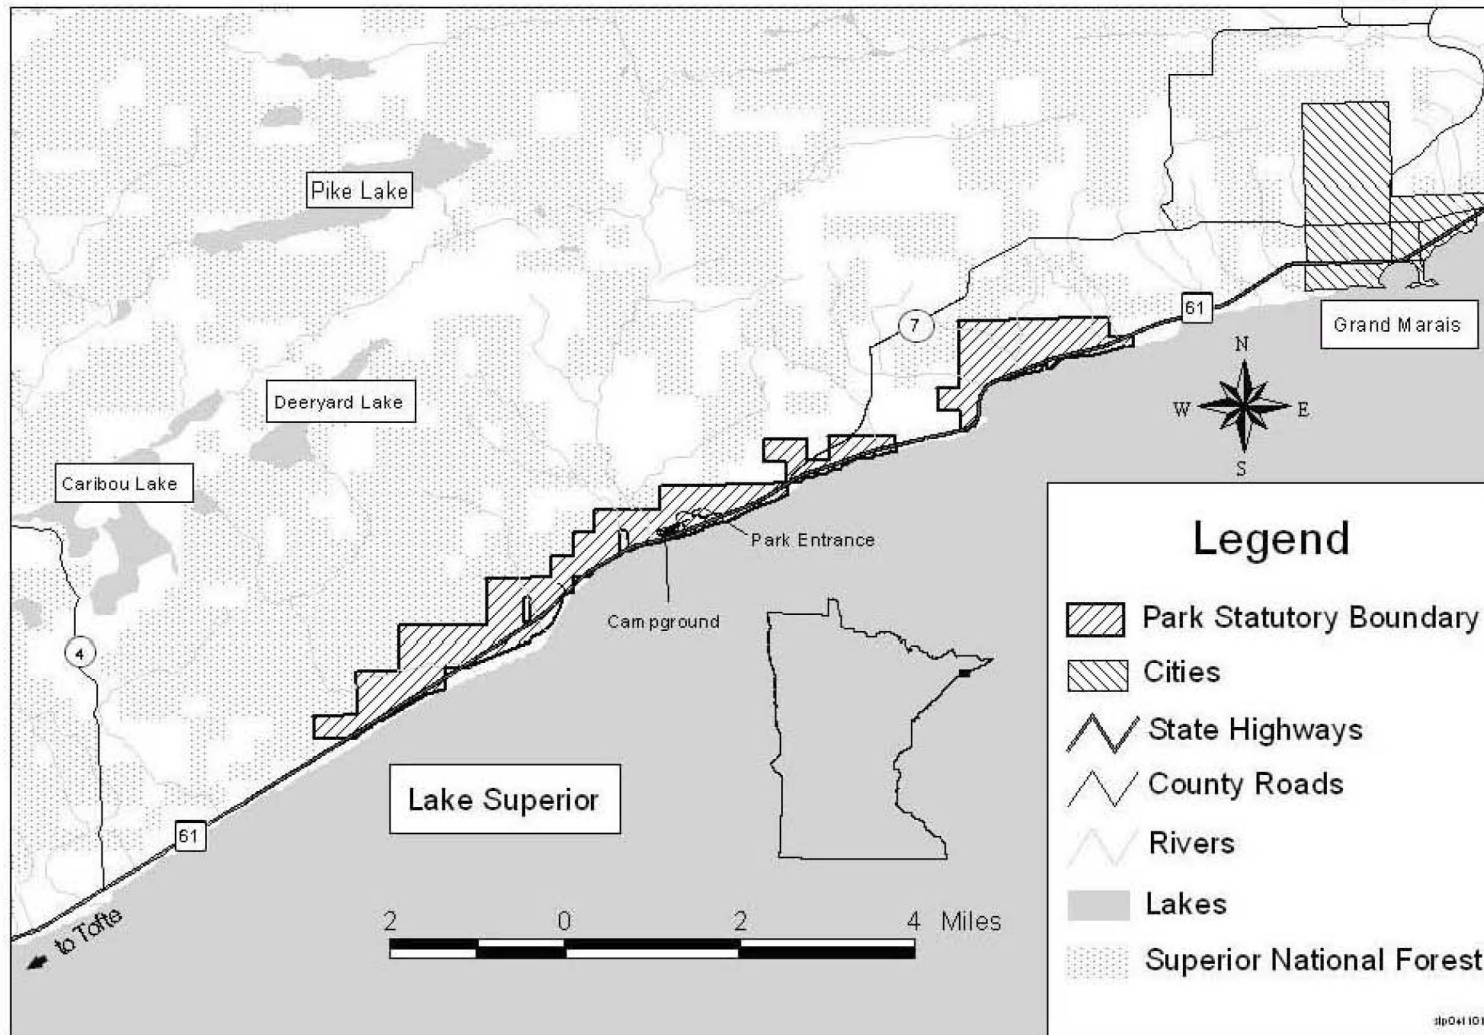 Pike Lake
7
61
Grand Marais
N
W E
S
Deeryard Lake
Caribou Lake
Park Entrance
Campground
4
Lake Superior
61
to Tofte
2 0 2 4 Miles
Legend
Park Statutory Boundary
Cities
State Highways
County Roads
Rivers
Lakes
Superior National Forest